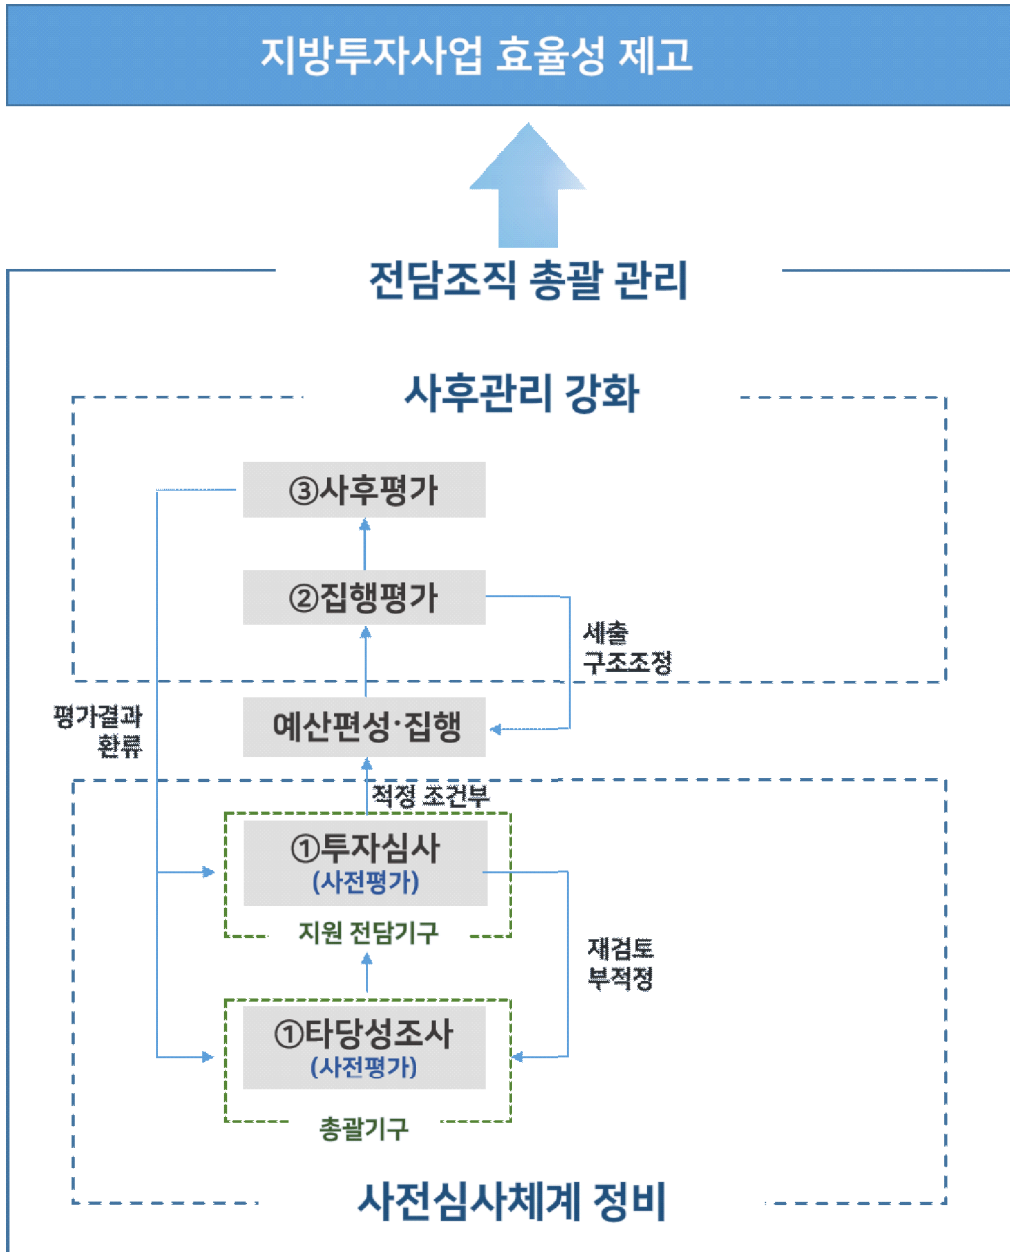 지방투자사업 효율성 제고
전담조직 총괄 관리
사후관리 강화
③사후평가
②집행평가
세출
구조조정
평가결과
환류
예산편성·집행
적정 조건부
①투자심사
(사전평가)
지원 전담기구
재검토
부적정
①타당성조사
(사전평가)
총괄기구
사전심사체계 정비